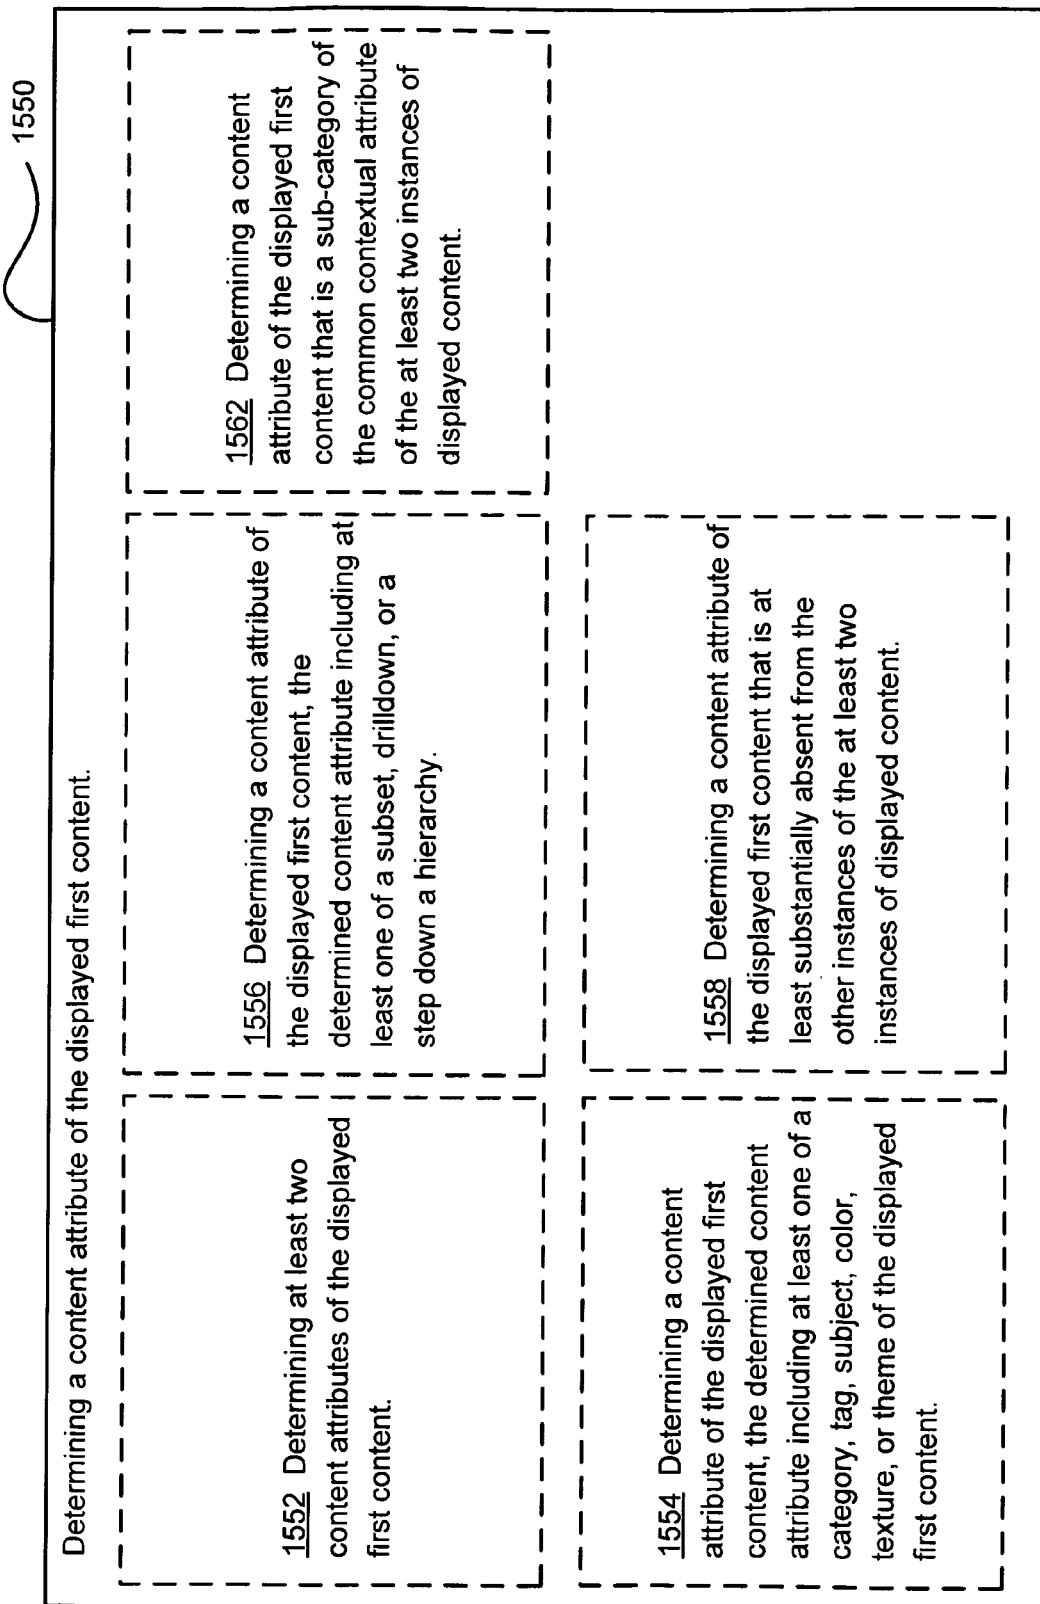 1550
Determining a content attribute of the displayed first content.
1552 Determining at least two
content attributes of the displayed
first content.
1556 Determining a content attribute of
the displayed first content, the
determined content attribute including at
least one of a subset, drilldown, or a
step down a hierarchy.
1562 Determining a content
attribute of the displayed first
content that is a sub-category of
the common contextual attribute
of the at least two instances of
displayed content.
1554 Determining a content
attribute of the displayed first
content, the determined content
attribute including at least one of a
category, tag, subject, color,
texture, or theme of the displayed
first content.
1558 Determining a content attribute of
the displayed first content that is at
least substantially absent from the
other instances of the at least two
instances of displayed content.